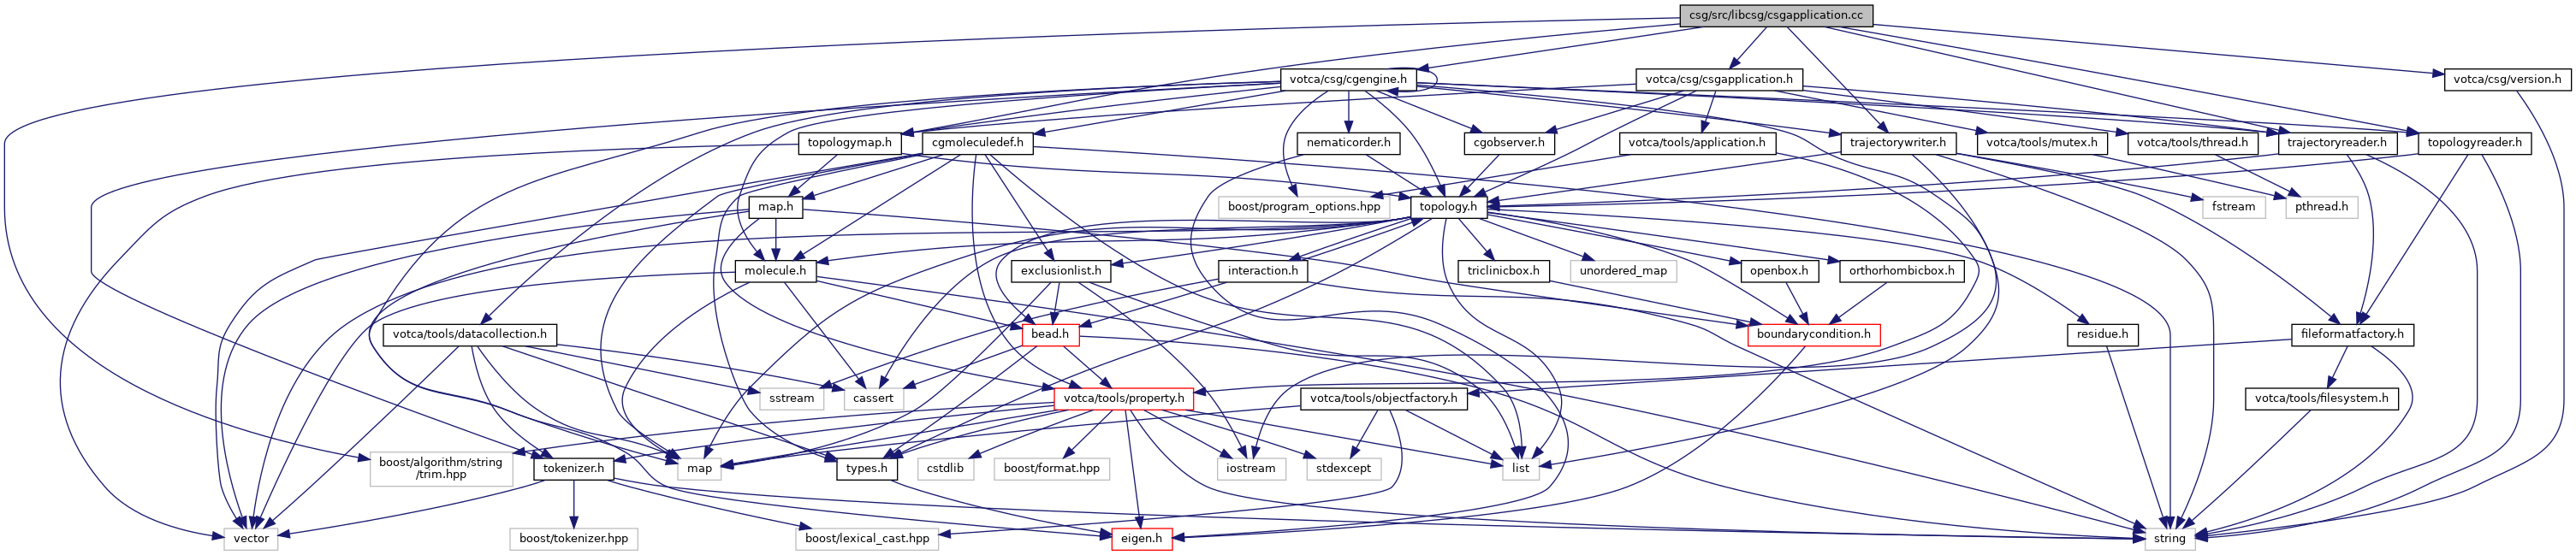 csg/src/libcsg/csgapplication.cc
votca/csg/cgengine.h
votca/csg/csgapplication.h
votca/csg/version.h
topologymap.h
cgmoleculedef.h
nematicorder.h
cgobserver.h
votca/tools/application.h
trajectorywriter.h
votca/tools/mutex.h
votca/tools/thread.h
trajectoryreader.h
topologyreader.h
map.h
boost/program_options.hpp
topology.h
fstream
pthread.h
molecule.h
exclusionlist.h
interaction.h
triclinicbox.h
unordered_map
openbox.h
orthorhombicbox.h
votca/tools/datacollection.h
bead.h
boundarycondition.h
residue.h
fileformatfactory.h
sstream
cassert
votca/tools/property.h
votca/tools/objectfactory.h
votca/tools/filesystem.h
boost/algorithm/string
/trim.hpp
tokenizer.h
map
types.h
cstdlib
boost/format.hpp
iostream
stdexcept
list
vector
boost/tokenizer.hpp
boost/lexical_cast.hpp
eigen.h
string